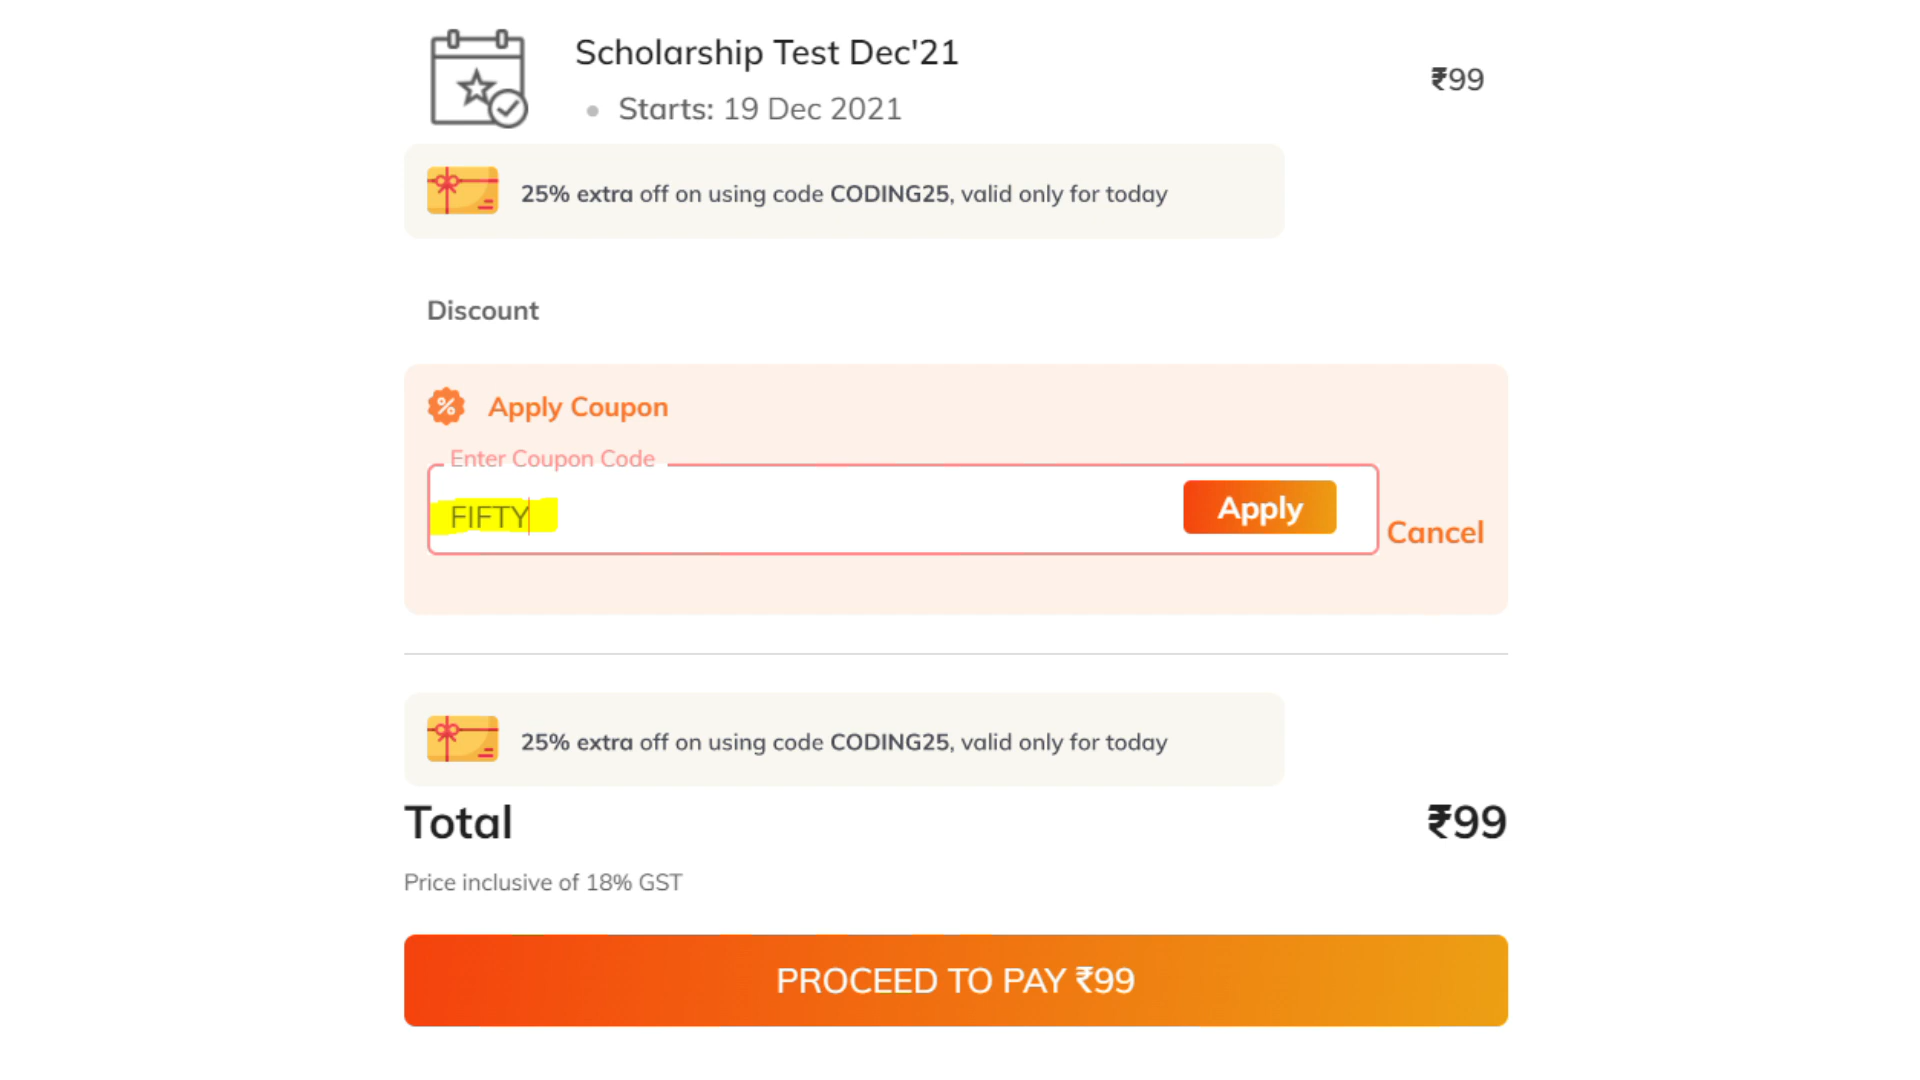 Scholarship Test Dec'21
₹99
Starts: 19 Dec 2021
25% extra off on using code CODING25, valid only for today
Discount
% Apply Coupon
Enter Coupon Code
FIFTY
Apply
Cancel
25% extra off on using code CODING25, valid only for today
Total
₹99
Price inclusive of 18% GST
PROCEED TO PAY ₹99